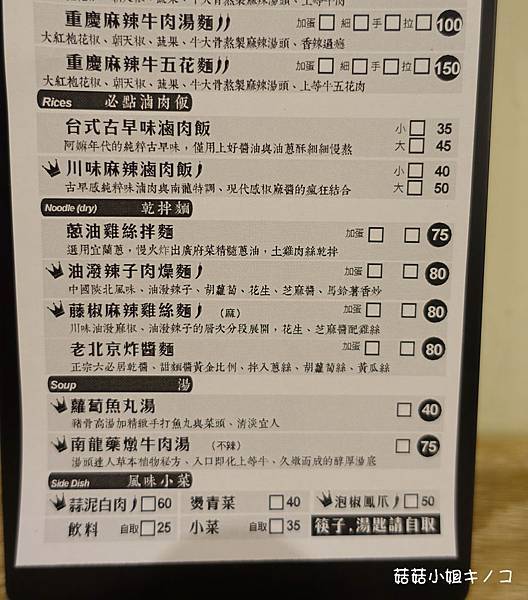 重慶麻辣牛肉湯麵 加蛋 細 手 拉 100
大紅袍花椒、朝天椒、蔬果、牛大骨熬製麻辣湯頭、香辣過癮
重慶麻辣牛五花麵 加蛋 細 手 拉 150
大紅袍花椒、朝天椒、蔬果、牛大骨熬製麻辣湯頭、上等牛五花肉
Rices 必點滷肉飯
台式古早味滷肉飯 小 35
阿嬤年代的純粹古早味，僅用上好醬油與油蔥酥細細慢熬 大 45
川味麻辣滷肉飯 小 40
古早感純粹味滷肉與南龍特調、現代感椒麻醬的瘋狂結合 大 50
Noodle (dry) 乾拌麵
蔥油雞絲拌麵 加蛋 75
選用宜蘭蔥，慢火炸出廣府菜精髓蔥油，土雞肉絲乾拌
油潑辣子肉燥麵 加蛋 80
中國陝北風味、油潑辣子、胡蘿蔔、花生、芝麻醬、馬鈴薯香炒
藤椒麻辣雞絲麵 (麻) 加蛋 80
川味油潑麻椒、油潑辣子的層次分段展開，花生、芝麻醬配雞絲
老北京炸醬麵 加蛋 80
正宗六必居乾醬、甜麵醬黃金比例、拌入蔥絲、胡蘿蔔絲、黃瓜絲
Soup 湯
蘿蔔魚丸湯 40
豬骨高湯加精緻手打魚丸與菜頭、清淡宜人
南龍藥燉牛肉湯 (不辣) 75
湯頭達人草本植物秘方、入口即化上等牛、久燉而成的醇厚湯底
Side Dish 風味小菜
蒜泥白肉 60 燙青菜 40 泡椒鳳爪 50
飲料 自取 25 小菜 自取 35 筷子,湯匙請自取
菇菇小姐キノコ